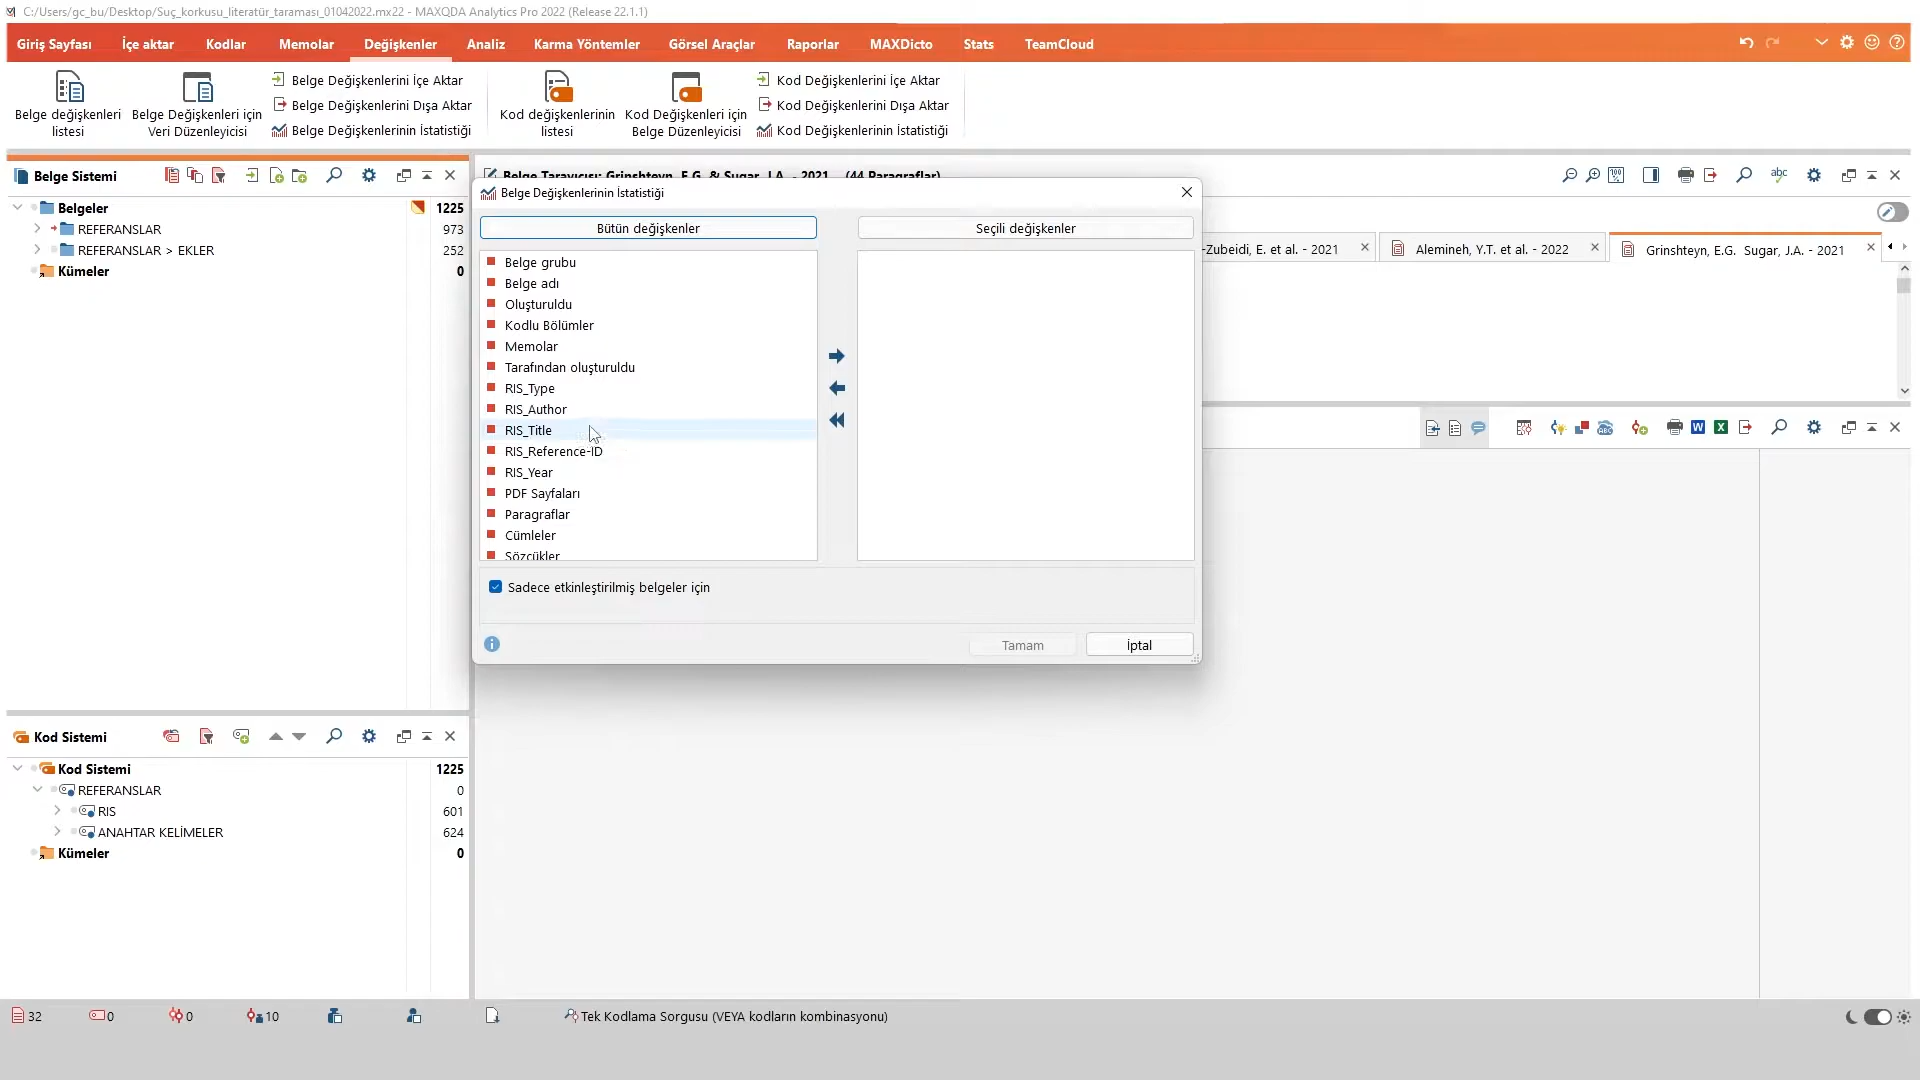 C:/Users/gc_bu/Desktop/Suç_korkusu_literatür_taraması_01042022.mx22 - MAXQDA Analytics Pro 2022 (Release 22.1.1)
Giriş Sayfası İçe aktar Kodlar Memolar Değişkenler Analiz Karma Yöntemler Görsel Araçlar Raporlar MAXDicto Stats TeamCloud
Belge değişkenleri listesi
Belge Değişkenleri için Veri Düzenleyicisi
Belge Değişkenlerini İçe Aktar
Belge Değişkenlerini Dışa Aktar
Belge Değişkenlerinin İstatistiği
Kod değişkenlerinin listesi
Kod Değişkenleri için Belge Düzenleyicisi
Kod Değişkenlerini İçe Aktar
Kod Değişkenlerini Dışa Aktar
Kod Değişkenlerinin İstatistiği
Belge Sistemi
Belgeler 1225
REFERANSLAR 973
REFERANSLAR > EKLER 252
Kümeler 0
Belge Tarayıcısı: Grinshteyn, E.G. & Sugar, J.A. - 2021 (44 Paragraflar)
-Zubeidi, E. et al. - 2021
Alemineh, Y.T. et al. - 2022
Grinshteyn, E.G. Sugar, J.A. - 2021
Belge Değişkenlerinin İstatistiği
Bütün değişkenler
Seçili değişkenler
Belge grubu
Belge adı
Oluşturuldu
Kodlu Bölümler
Memolar
Tarafından oluşturuldu
RIS_Type
RIS_Author
RIS_Title
RIS_Reference-ID
RIS_Year
PDF Sayfaları
Paragraflar
Cümleler
Sözcükler
Sadece etkinleştirilmiş belgeler için
Tamam
İptal
Kod Sistemi
Kod Sistemi 1225
REFERANSLAR 0
RIS 601
ANAHTAR KELİMELER 624
Kümeler 0
32 0 0 10 Tek Kodlama Sorgusu (VEYA kodların kombinasyonu)